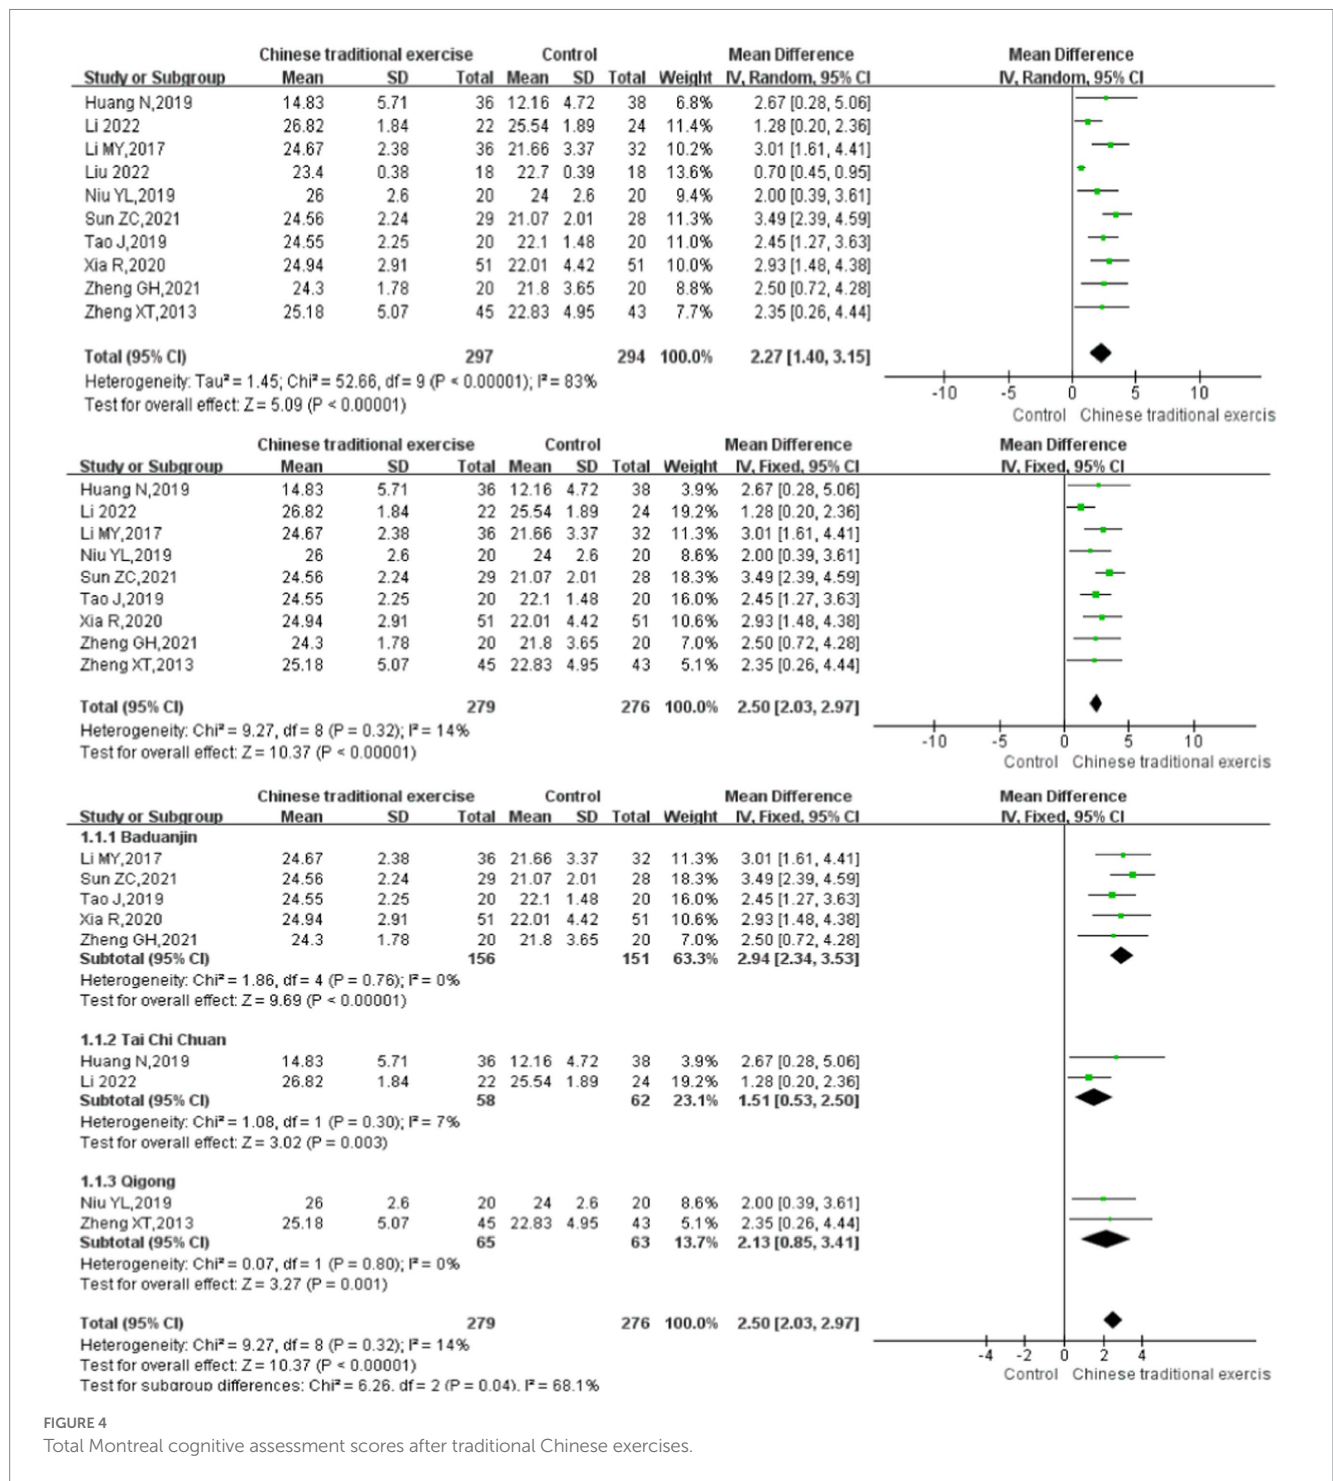 Chinese traditional exercise Control Mean Difference Mean Difference
Study or Subgroup Mean SD Total Mean SD Total Weight IV, Random, 95% CI IV, Random, 95% CI
Huang N,2019 14.83 5.71 36 12.16 4.72 38 6.8% 2.67 [0.28, 5.06]
Li 2022 26.82 1.84 22 25.54 1.89 24 11.4% 1.28 [0.20, 2.36]
Li MY,2017 24.67 2.38 36 21.66 3.37 32 10.2% 3.01 [1.61, 4.41]
Liu 2022 23.4 0.38 18 22.7 0.39 18 13.6% 0.70 [0.45, 0.95]
Niu YL,2019 26 2.6 20 24 2.6 20 9.4% 2.00 [0.39, 3.61]
Sun ZC,2021 24.56 2.24 29 21.07 2.01 28 11.3% 3.49 [2.39, 4.59]
Tao J,2019 24.55 2.25 20 22.1 1.48 20 11.0% 2.45 [1.27, 3.63]
Xia R,2020 24.94 2.91 51 22.01 4.42 51 10.0% 2.93 [1.48, 4.38]
Zheng GH,2021 24.3 1.78 20 21.8 3.65 20 8.8% 2.50 [0.72, 4.28]
Zheng XT,2013 25.18 5.07 45 22.83 4.95 43 7.7% 2.35 [0.26, 4.44]
Total (95% CI) 297 294 100.0% 2.27 [1.40, 3.15]
Heterogeneity: Tau² = 1.45; Chi² = 52.66, df = 9 (P < 0.00001); I² = 83%
Test for overall effect: Z = 5.09 (P < 0.00001)
-10 -5 0 5 10
Control Chinese traditional exercis
Chinese traditional exercise Control Mean Difference Mean Difference
Study or Subgroup Mean SD Total Mean SD Total Weight IV, Fixed, 95% CI IV, Fixed, 95% CI
Huang N,2019 14.83 5.71 36 12.16 4.72 38 3.9% 2.67 [0.28, 5.06]
Li 2022 26.82 1.84 22 25.54 1.89 24 19.2% 1.28 [0.20, 2.36]
Li MY,2017 24.67 2.38 36 21.66 3.37 32 11.3% 3.01 [1.61, 4.41]
Niu YL,2019 26 2.6 20 24 2.6 20 8.6% 2.00 [0.39, 3.61]
Sun ZC,2021 24.56 2.24 29 21.07 2.01 28 18.3% 3.49 [2.39, 4.59]
Tao J,2019 24.55 2.25 20 22.1 1.48 20 16.0% 2.45 [1.27, 3.63]
Xia R,2020 24.94 2.91 51 22.01 4.42 51 10.6% 2.93 [1.48, 4.38]
Zheng GH,2021 24.3 1.78 20 21.8 3.65 20 7.0% 2.50 [0.72, 4.28]
Zheng XT,2013 25.18 5.07 45 22.83 4.95 43 5.1% 2.35 [0.26, 4.44]
Total (95% CI) 279 276 100.0% 2.50 [2.03, 2.97]
Heterogeneity: Chi² = 9.27, df = 8 (P = 0.32); I² = 14%
Test for overall effect: Z = 10.37 (P < 0.00001)
-10 -5 0 5 10
Control Chinese traditional exercis
Chinese traditional exercise Control Mean Difference Mean Difference
Study or Subgroup Mean SD Total Mean SD Total Weight IV, Fixed, 95% CI IV, Fixed, 95% CI
1.1.1 Baduanjin
Li MY,2017 24.67 2.38 36 21.66 3.37 32 11.3% 3.01 [1.61, 4.41]
Sun ZC,2021 24.56 2.24 29 21.07 2.01 28 18.3% 3.49 [2.39, 4.59]
Tao J,2019 24.55 2.25 20 22.1 1.48 20 16.0% 2.45 [1.27, 3.63]
Xia R,2020 24.94 2.91 51 22.01 4.42 51 10.6% 2.93 [1.48, 4.38]
Zheng GH,2021 24.3 1.78 20 21.8 3.65 20 7.0% 2.50 [0.72, 4.28]
Subtotal (95% CI) 156 151 63.3% 2.94 [2.34, 3.53]
Heterogeneity: Chi² = 1.86, df = 4 (P = 0.76); I² = 0%
Test for overall effect: Z = 9.69 (P < 0.00001)
1.1.2 Tai Chi Chuan
Huang N,2019 14.83 5.71 36 12.16 4.72 38 3.9% 2.67 [0.28, 5.06]
Li 2022 26.82 1.84 22 25.54 1.89 24 19.2% 1.28 [0.20, 2.36]
Subtotal (95% CI) 58 62 23.1% 1.51 [0.53, 2.50]
Heterogeneity: Chi² = 1.08, df = 1 (P = 0.30); I² = 7%
Test for overall effect: Z = 3.02 (P = 0.003)
1.1.3 Qigong
Niu YL,2019 26 2.6 20 24 2.6 20 8.6% 2.00 [0.39, 3.61]
Zheng XT,2013 25.18 5.07 45 22.83 4.95 43 5.1% 2.35 [0.26, 4.44]
Subtotal (95% CI) 65 63 13.7% 2.13 [0.85, 3.41]
Heterogeneity: Chi² = 0.07, df = 1 (P = 0.80); I² = 0%
Test for overall effect: Z = 3.27 (P = 0.001)
Total (95% CI) 279 276 100.0% 2.50 [2.03, 2.97]
Heterogeneity: Chi² = 9.27, df = 8 (P = 0.32); I² = 14%
Test for overall effect: Z = 10.37 (P < 0.00001)
Test for subgroup differences: Chi² = 6.26, df = 2 (P = 0.04), I² = 68.1%
-4 -2 0 2 4
Control Chinese traditional exercis
FIGURE 4
Total Montreal cognitive assessment scores after traditional Chinese exercises.